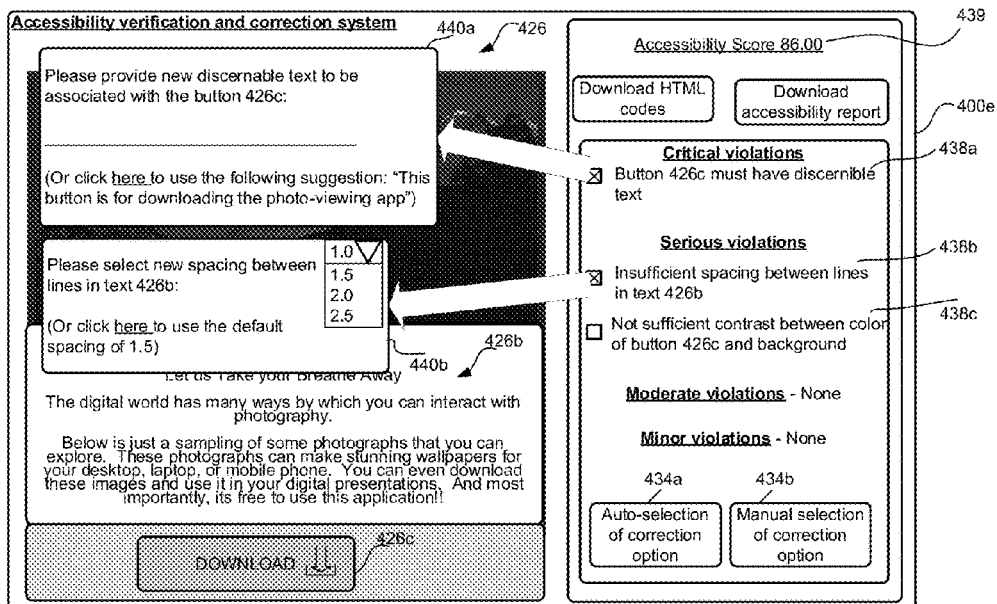 Accessibility verification and correction system
440a
426
Please provide new discernable text to be
associated with the button 426c:
(Or click here to use the following suggestion: “This
button is for downloading the photo-viewing app”)
Please select new spacing between
lines in text 426b:
(Or click here to use the default
spacing of 1.5)
1.0
1.5
2.0
2.5
440b
426b
Let us Take your Breathe Away
The digital world has many ways by which you can interact with
photography.
Below is just a sampling of some photographs that you can
explore. These photographs can make stunning wallpapers for
your desktop, laptop, or mobile phone. You can even download
these images and use it in your digital presentations. And most
importantly, its free to use this application!!
DOWNLOAD
426c
439
Accessibility Score 86.00
Download HTML
codes
Download
accessibility report
400e
Critical violations
438a
Button 426c must have discernible
text
Serious violations
438b
Insufficient spacing between lines
in text 426b
438c
Not sufficient contrast between color
of button 426c and background
Moderate violations - None
Minor violations - None
434a
434b
Auto-selection
of correction
option
Manual selection
of correction
option